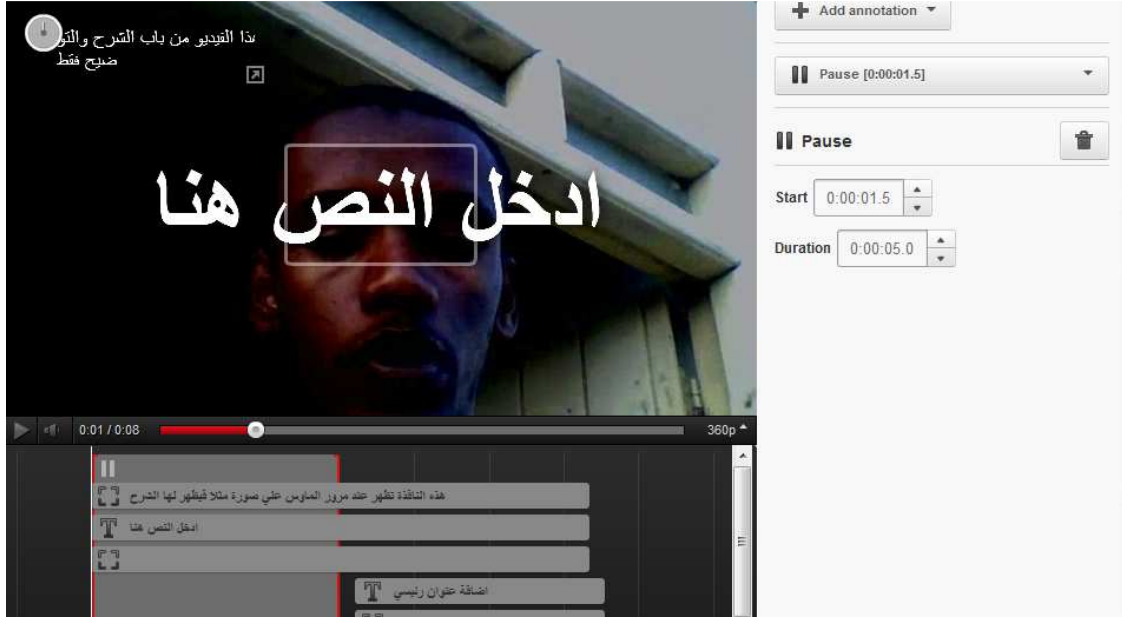 هذا الفيديو من باب الشرح والتو
ضيح فقط
ادخل النص هنا
0:01 / 0:08
360p
هذه النافذة تظهر عند مرور الماوس علي صورة مثلا فيظهر لها الشرح
ادخل النص هنا
اضافة عنوان رئيسي
Add annotation
Pause [0:00:01.5]
Pause
Start 0:00:01.5
Duration 0:00:05.0